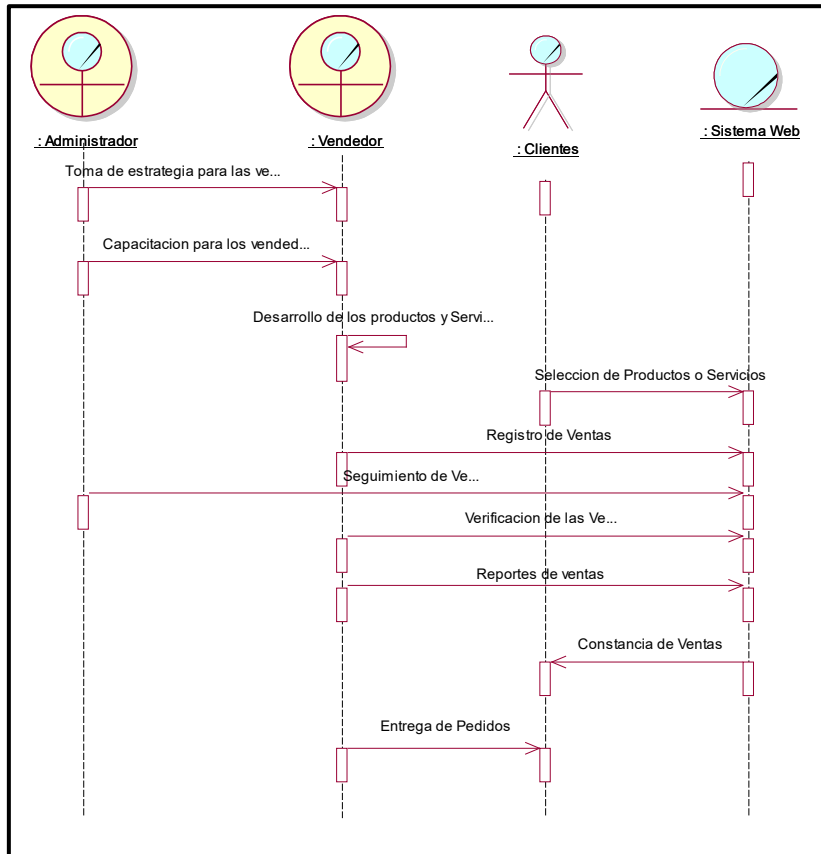 : Administrador
: Vendedor
: Clientes
: Sistema Web
Toma de estrategia para las ve...
Capacitacion para los vended...
Desarrollo de los productos y Servi...
Seleccion de Productos o Servicios
Registro de Ventas
Seguimiento de Ve...
Verificacion de las Ve...
Reportes de ventas
Constancia de Ventas
Entrega de Pedidos